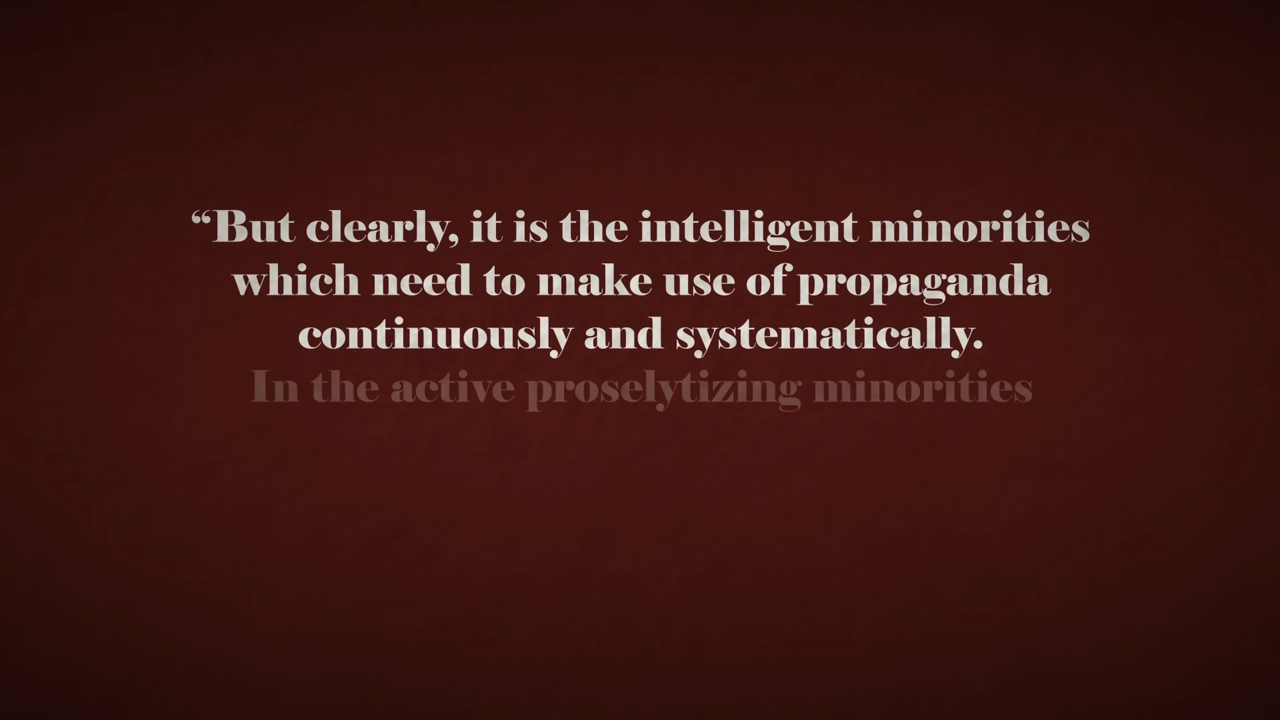 “But clearly, it is the intelligent minorities
which need to make use of propaganda
continuously and systematically.
In the active proselytizing minorities